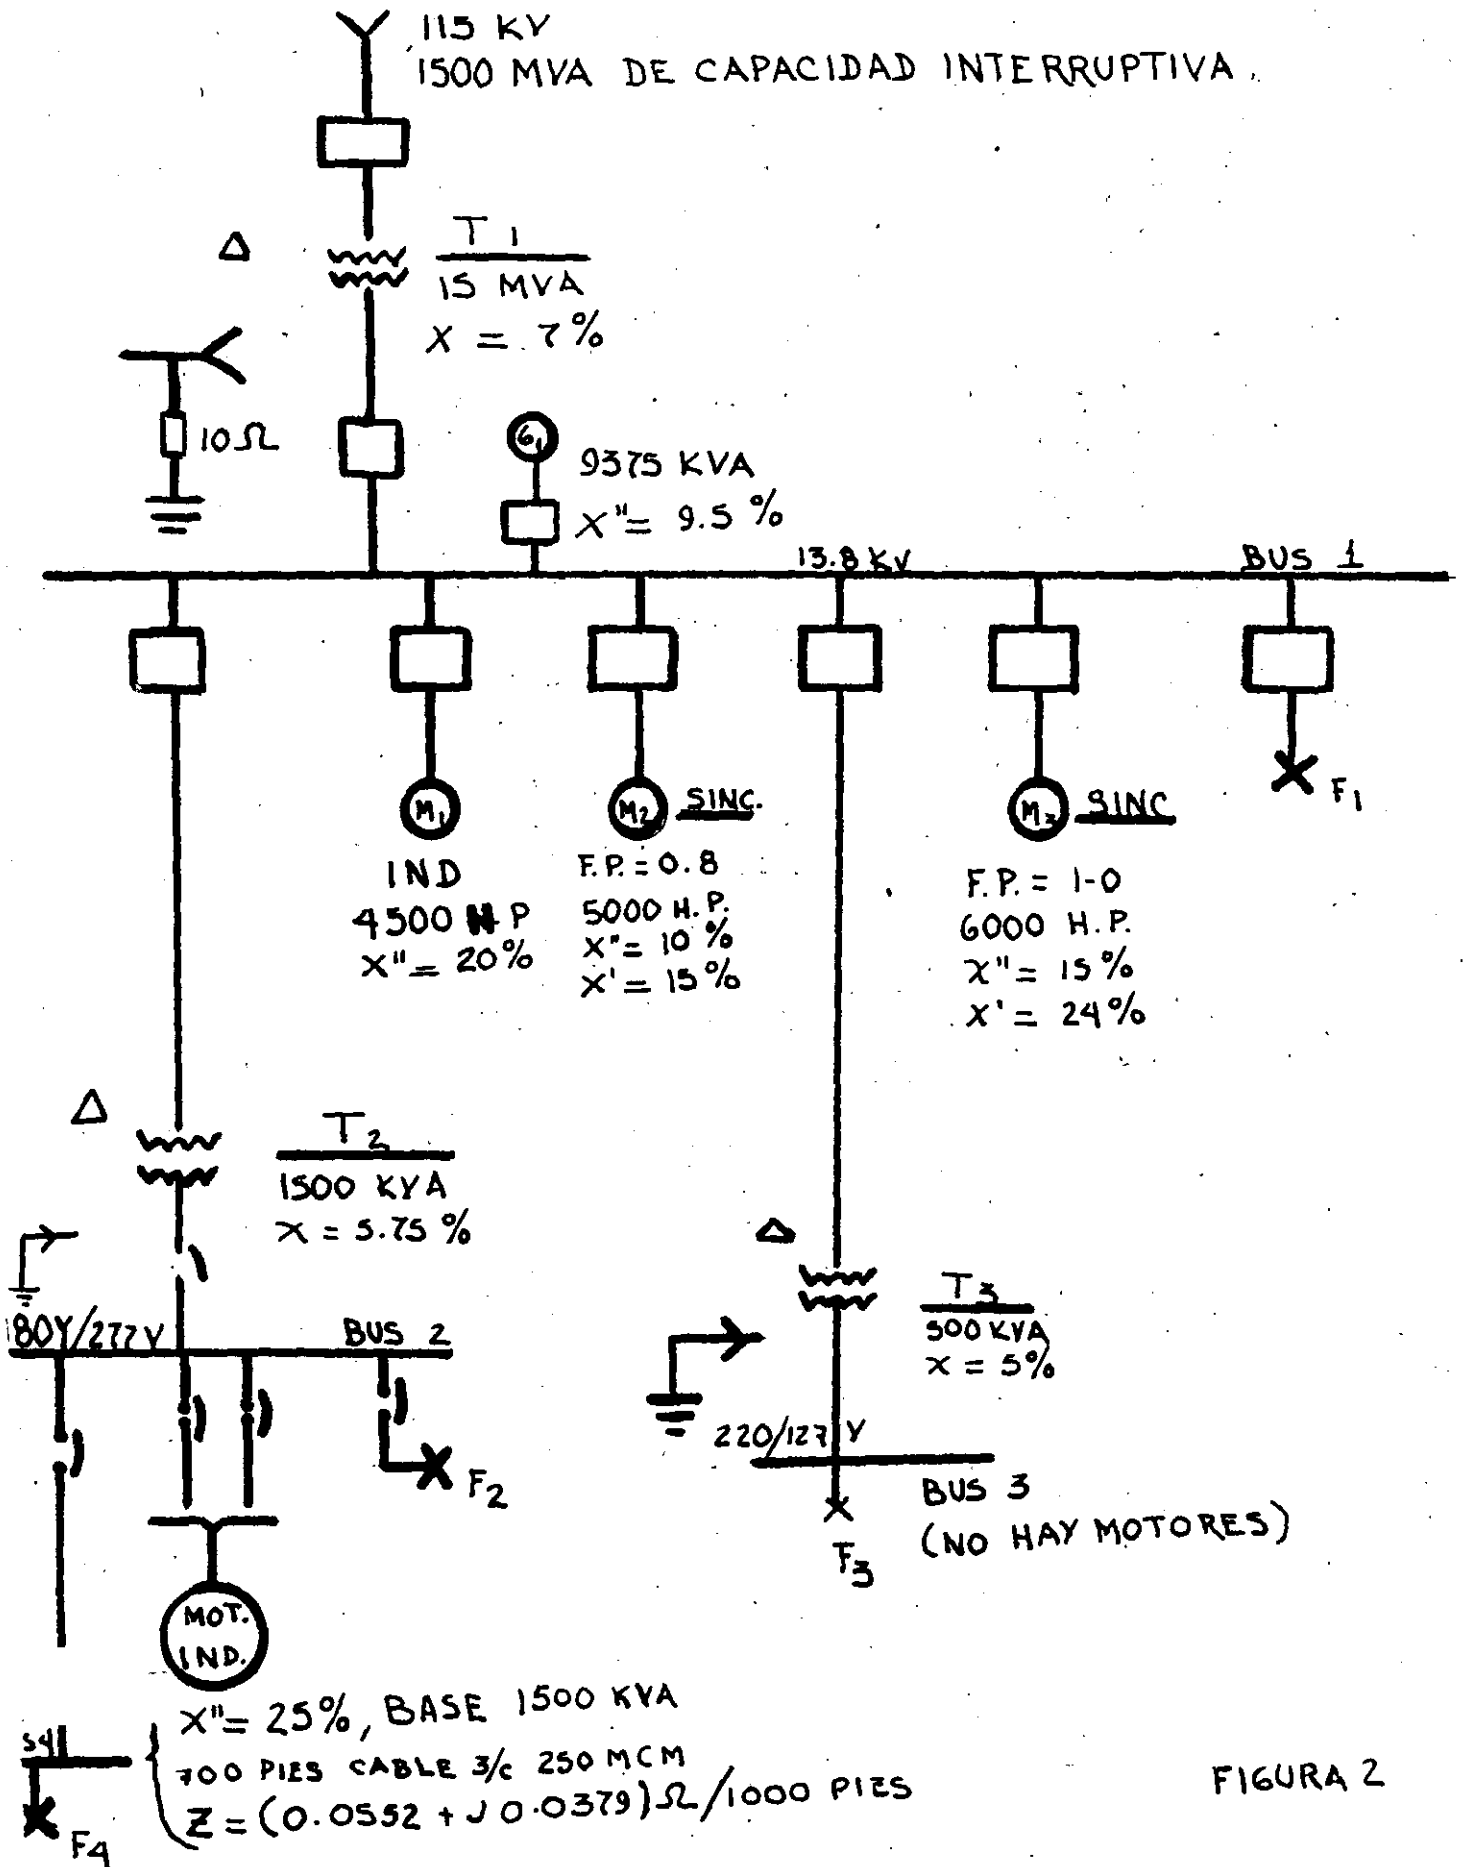 115 KV
1500 MVA DE CAPACIDAD INTERRUPTIVA.
Δ
T1
15 MVA
X = 7%
10Ω
G1
9375 KVA
X"= 9.5 %
13.8 KV
BUS 1
M1
IND
4500 HP
X"= 20%
M2
SINC.
F.P.=0.8
5000 H.P.
X"= 10 %
X'= 15 %
M3
SINC
F.P.= 1-0
6000 H.P.
X"= 15 %
X'= 24%
F1
Δ
T2
1500 KVA
X = 5.75 %
80Y/277V
BUS 2
F2
Δ
T3
500 KVA
X = 5%
220/127 V
BUS 3
(NO HAY MOTORES)
F3
MOT.
IND.
X"= 25%, BASE 1500 KVA
700 PIES CABLE 3/c 250 MCM
Z = (0.0552 + J 0.0379)Ω/1000 PIES
F4
FIGURA 2